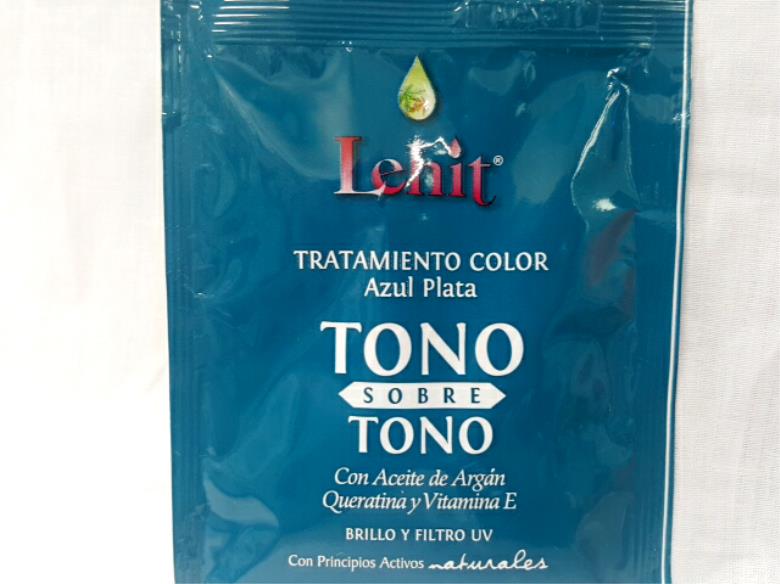 Lehit®
TRATAMIENTO COLOR
Azul Plata
TONO
SOBRE
TONO
Con Aceite de Argán
Queratina y Vitamina E
BRILLO Y FILTRO UV
Con Principios Activos naturales